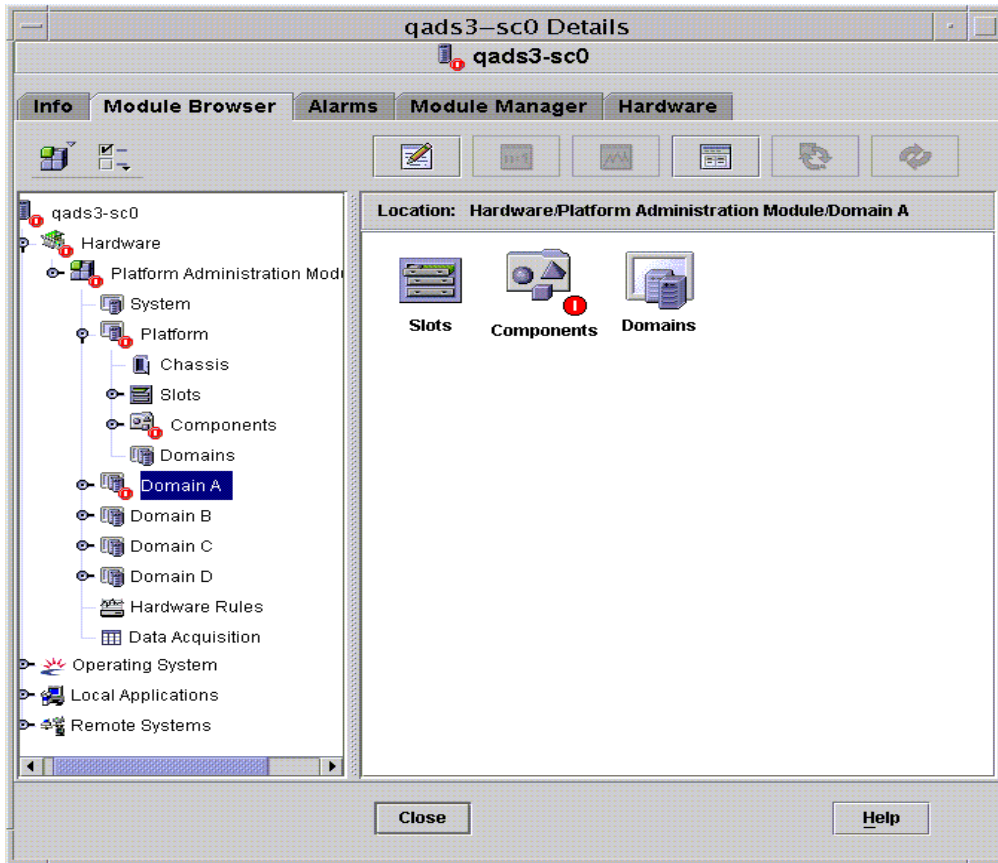 qads3–sc0 Details
qads3-sc0
Info Module Browser Alarms Module Manager Hardware
Location: Hardware/Platform Administration Module/Domain A
qads3-sc0
Hardware
Platform Administration Modu
System
Platform
Chassis
Slots
Components
Domains
Domain A
Domain B
Domain C
Domain D
Hardware Rules
Data Acquisition
Operating System
Local Applications
Remote Systems
Slots
Components
Domains
Close
Help